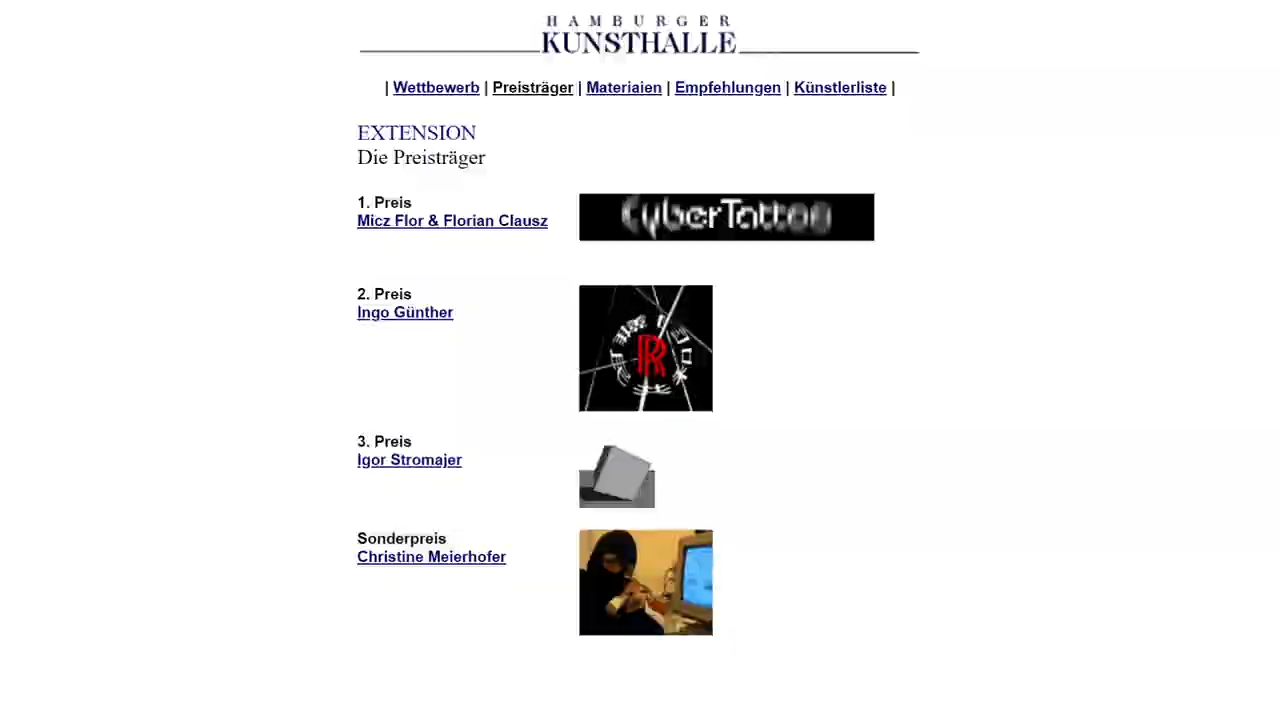 HAMBURGER
KUNSTHALLE
| Wettbewerb | Preisträger | Materiaien | Empfehlungen | Künstlerliste |
EXTENSION
Die Preisträger
1. Preis
Micz Flor & Florian Clausz
CyberTattoo
2. Preis
Ingo Günther
3. Preis
Igor Stromajer
Sonderpreis
Christine Meierhofer